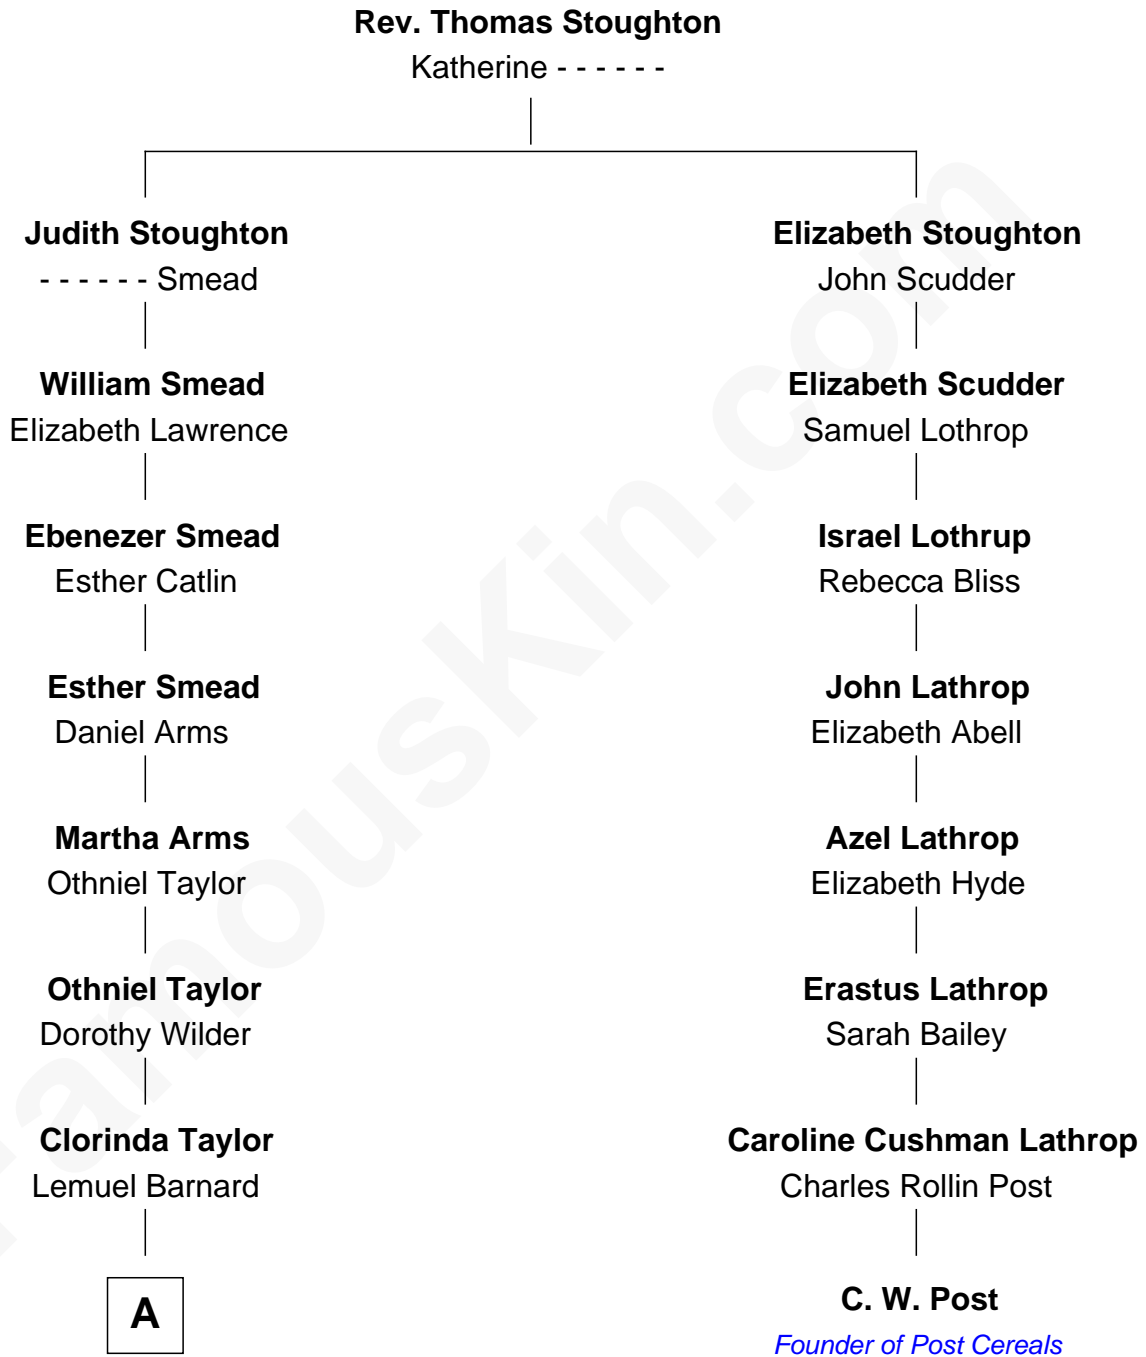 Rev. Thomas Stoughton
Katherine - - - - - -
Judith Stoughton
- - - - - - Smead
Elizabeth Stoughton
John Scudder
William Smead
Elizabeth Lawrence
Elizabeth Scudder
Samuel Lothrop
Ebenezer Smead
Esther Catlin
Israel Lothrup
Rebecca Bliss
Esther Smead
Daniel Arms
John Lathrop
Elizabeth Abell
Martha Arms
Othniel Taylor
Azel Lathrop
Elizabeth Hyde
Othniel Taylor
Dorothy Wilder
Erastus Lathrop
Sarah Bailey
Clorinda Taylor
Lemuel Barnard
Caroline Cushman Lathrop
Charles Rollin Post
A
C. W. Post
Founder of Post Cereals
FamousKin.com